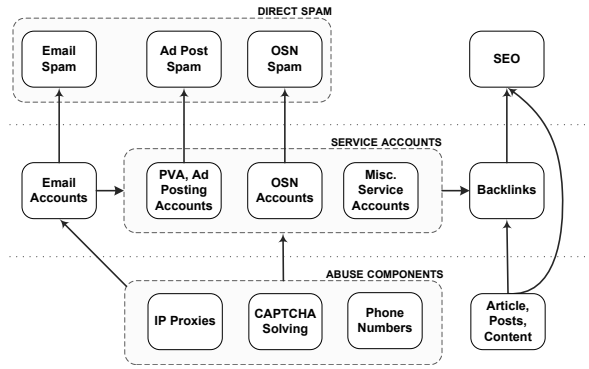 DIRECT SPAM
Email
Spam
Ad Post
Spam
OSN
Spam
SEO
SERVICE ACCOUNTS
Email
Accounts
PVA, Ad
Posting
Accounts
OSN
Accounts
Misc.
Service
Accounts
Backlinks
ABUSE COMPONENTS
IP Proxies
CAPTCHA
Solving
Phone
Numbers
Article,
Posts,
Content